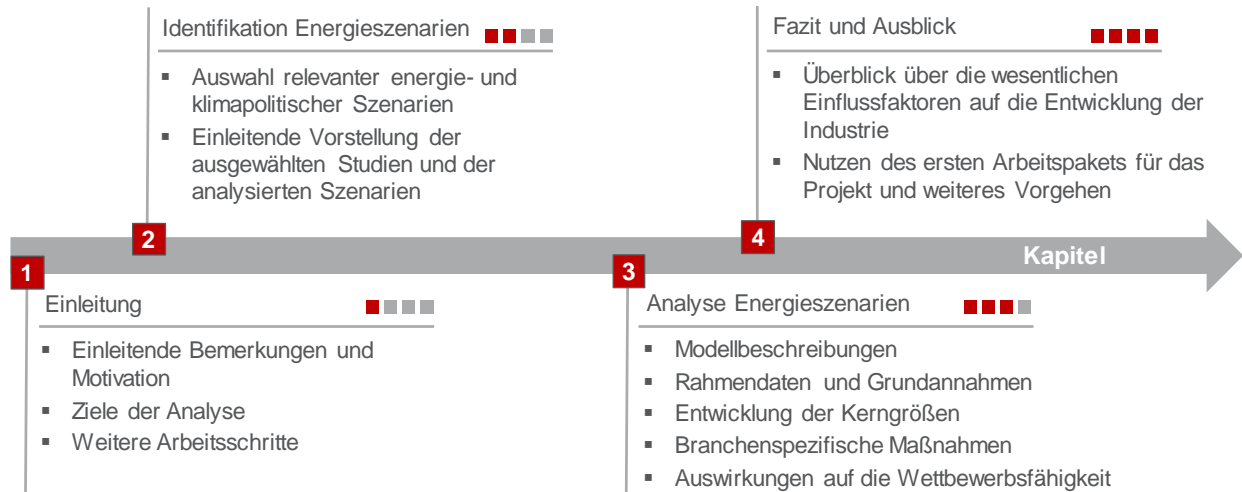 Identifikation Energieszenarien
▪ Auswahl relevanter energie- und
klimapolitischer Szenarien
▪ Einleitende Vorstellung der
ausgewählten Studien und der
analysierten Szenarien
2
Fazit und Ausblick
▪ Überblick über die wesentlichen
Einflussfaktoren auf die Entwicklung der
Industrie
▪ Nutzen des ersten Arbeitspakets für das
Projekt und weiteres Vorgehen
4
Kapitel
1
Einleitung
▪ Einleitende Bemerkungen und
Motivation
▪ Ziele der Analyse
▪ Weitere Arbeitsschritte
3
Analyse Energieszenarien
▪ Modellbeschreibungen
▪ Rahmendaten und Grundannahmen
▪ Entwicklung der Kerngrößen
▪ Branchenspezifische Maßnahmen
▪ Auswirkungen auf die Wettbewerbsfähigkeit